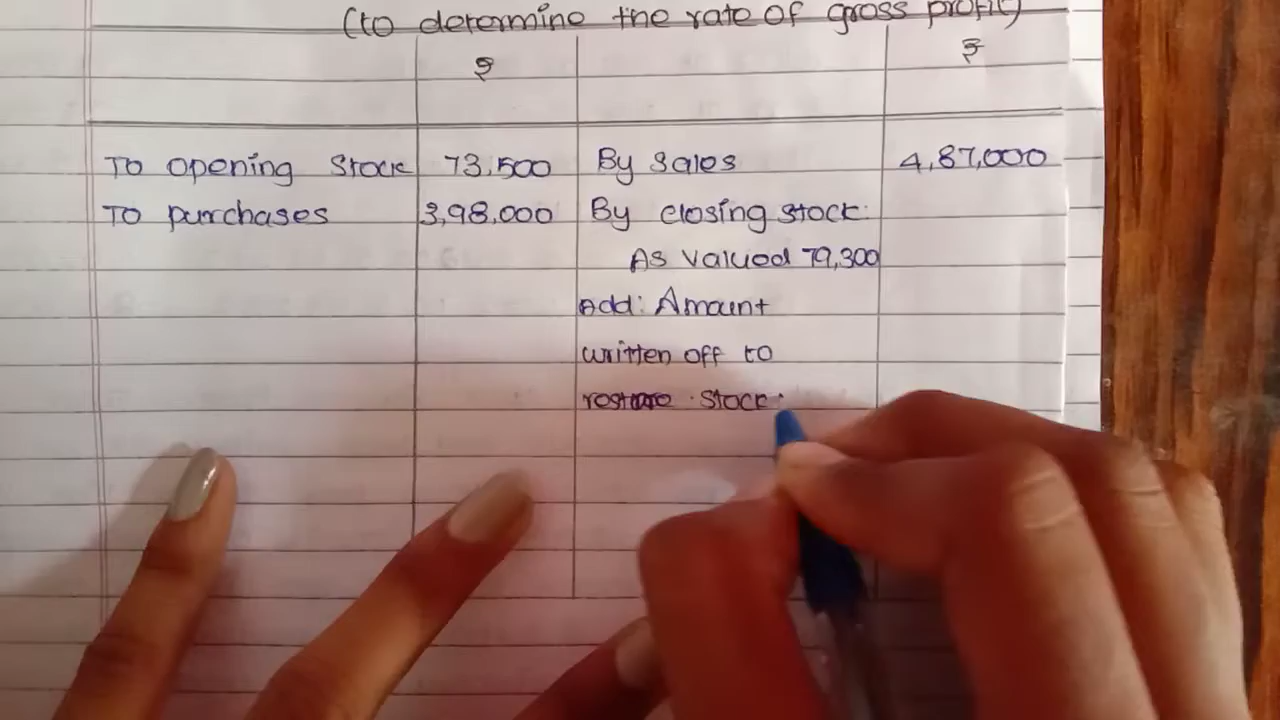 (to determine the rate of gross profit)
₹ ₹
To opening Stock 73,500 By sales 4,87,000
To purchases 3,98,000 By closing stock:
As valued 79,300
Add: Amount
written off to
restore stock: